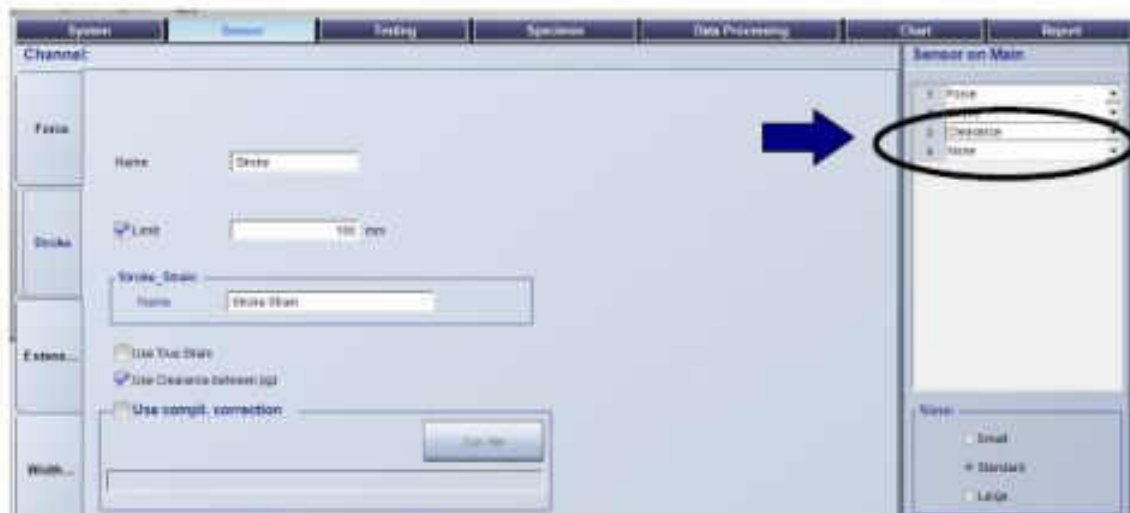 System Sensor Testing Specimen Data Processing Chart Report
Channel:
Sensor on Main
Force
Stroke
Extens...
Width...
Name Stroke
Limit 100 mm
Stroke_Strain
Name Stroke Strain
Use True Strain
Use Clearance between jigs
Use compli. correction
1 Force
3 Clearance
4 None
Small
Standard
Large